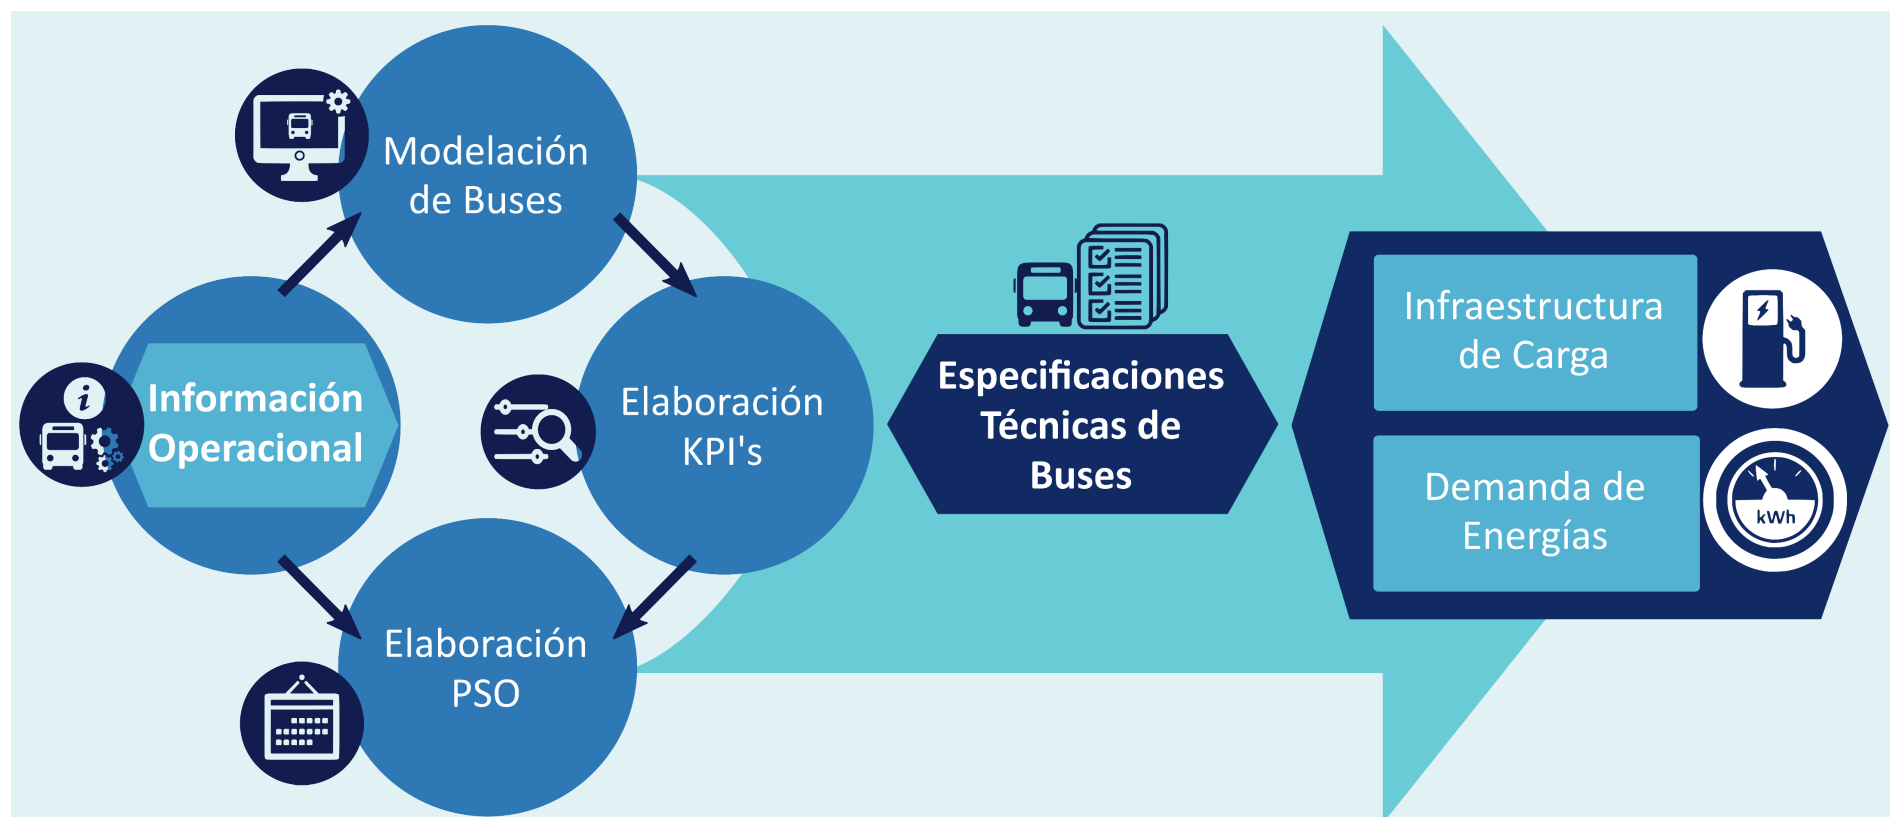 Modelación
de Buses
Información
Operacional
i
Elaboración
KPI's
Elaboración
PSO
Especificaciones
Técnicas de
Buses
Infraestructura
de Carga
Demanda de
Energías
kWh